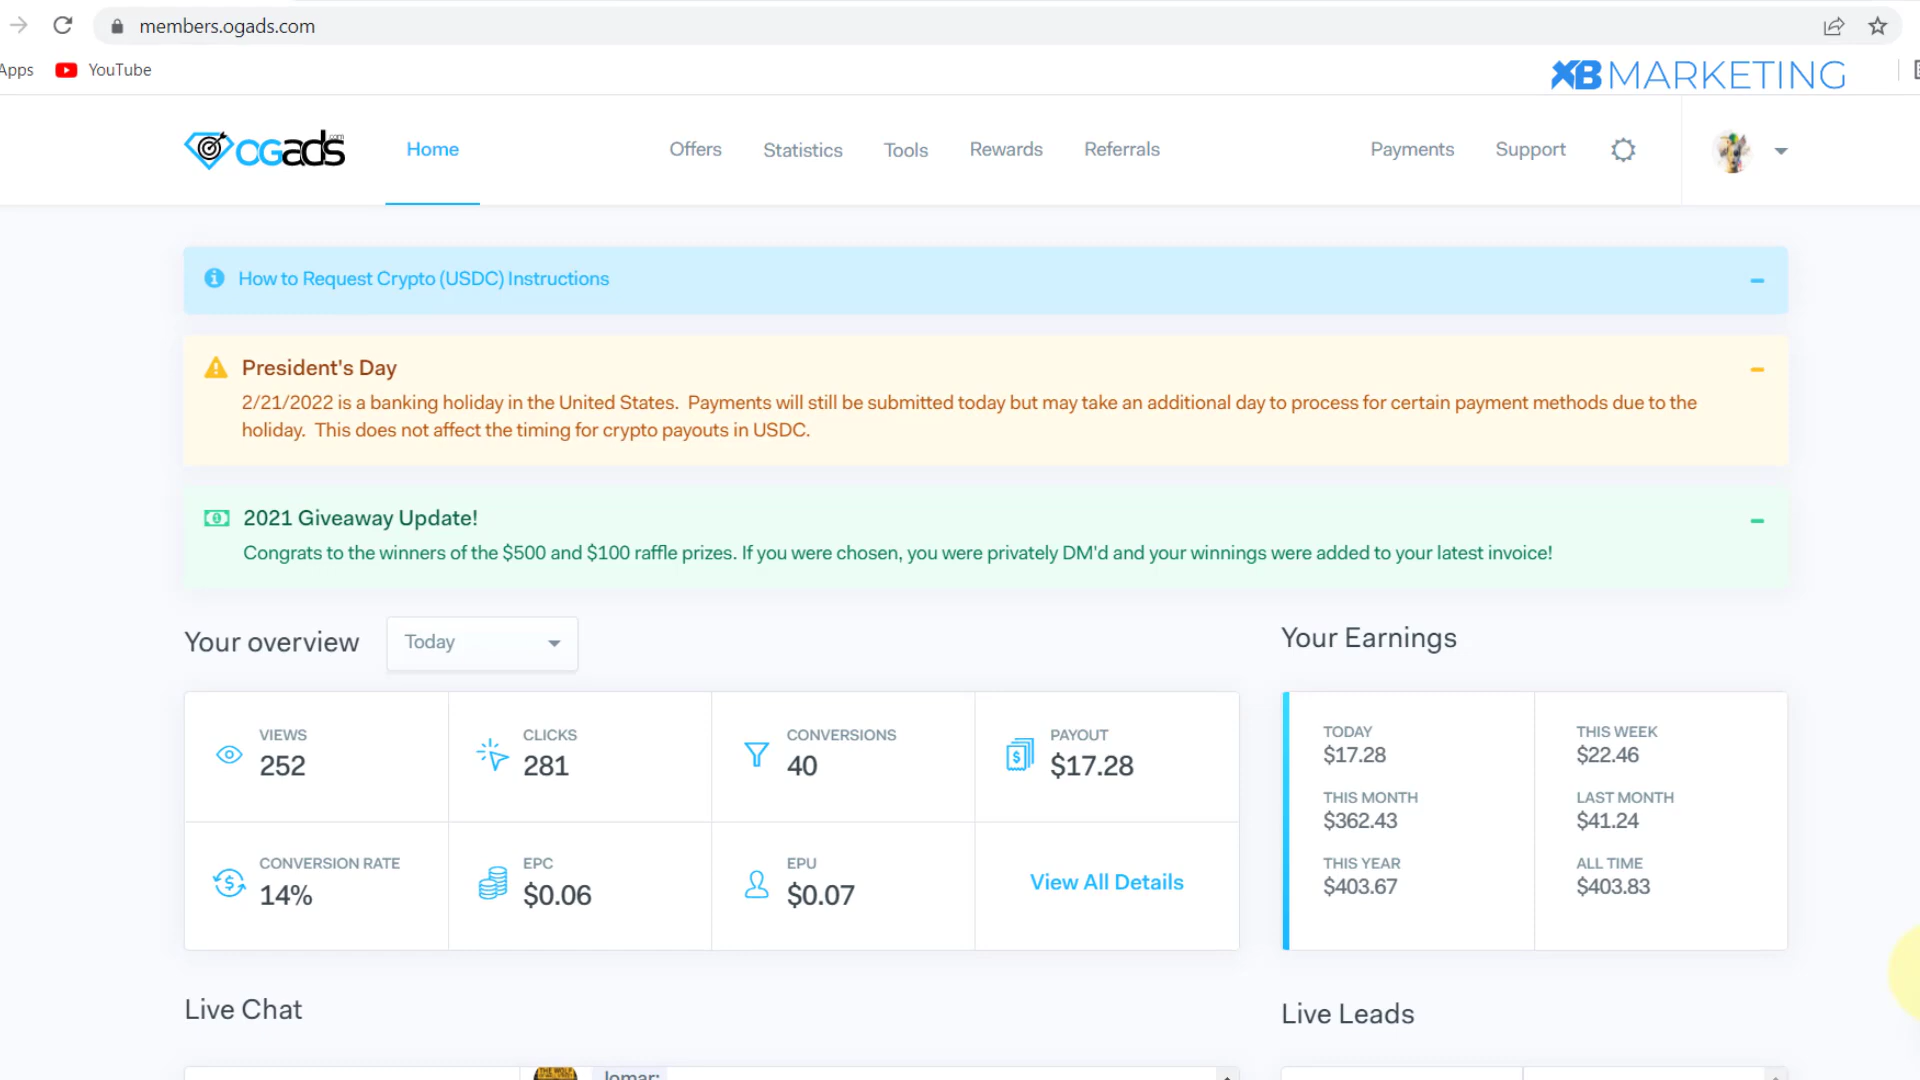 members.ogads.com
Apps
YouTube
XB MARKETING
OGads
.com
Home
Offers
Statistics
Tools
Rewards
Referrals
Payments
Support
How to Request Crypto (USDC) Instructions
President's Day
2/21/2022 is a banking holiday in the United States.  Payments will still be submitted today but may take an additional day to process for certain payment methods due to the
holiday.  This does not affect the timing for crypto payouts in USDC.
2021 Giveaway Update!
Congrats to the winners of the $500 and $100 raffle prizes. If you were chosen, you were privately DM'd and your winnings were added to your latest invoice!
Your overview
Today
VIEWS
252
CLICKS
281
CONVERSIONS
40
PAYOUT
$17.28
CONVERSION RATE
14%
EPC
$0.06
EPU
$0.07
View All Details
Your Earnings
TODAY
$17.28
THIS WEEK
$22.46
THIS MONTH
$362.43
LAST MONTH
$41.24
THIS YEAR
$403.67
ALL TIME
$403.83
Live Chat
Live Leads